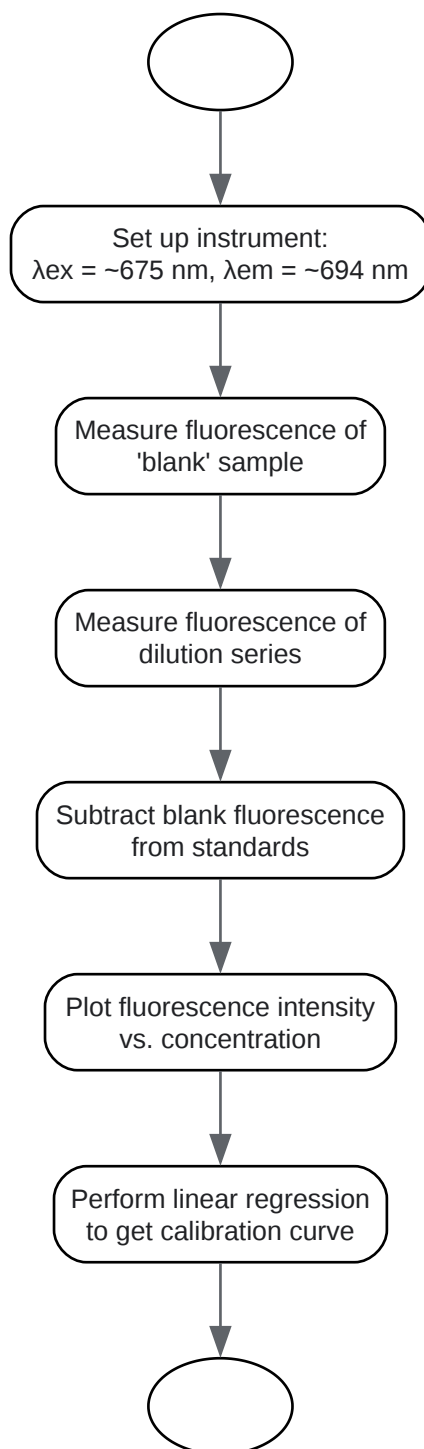 Set up instrument:
λex = ~675 nm, λem = ~694 nm
Measure fluorescence of
'blank' sample
Measure fluorescence of
dilution series
Subtract blank fluorescence
from standards
Plot fluorescence intensity
vs. concentration
Perform linear regression
to get calibration curve